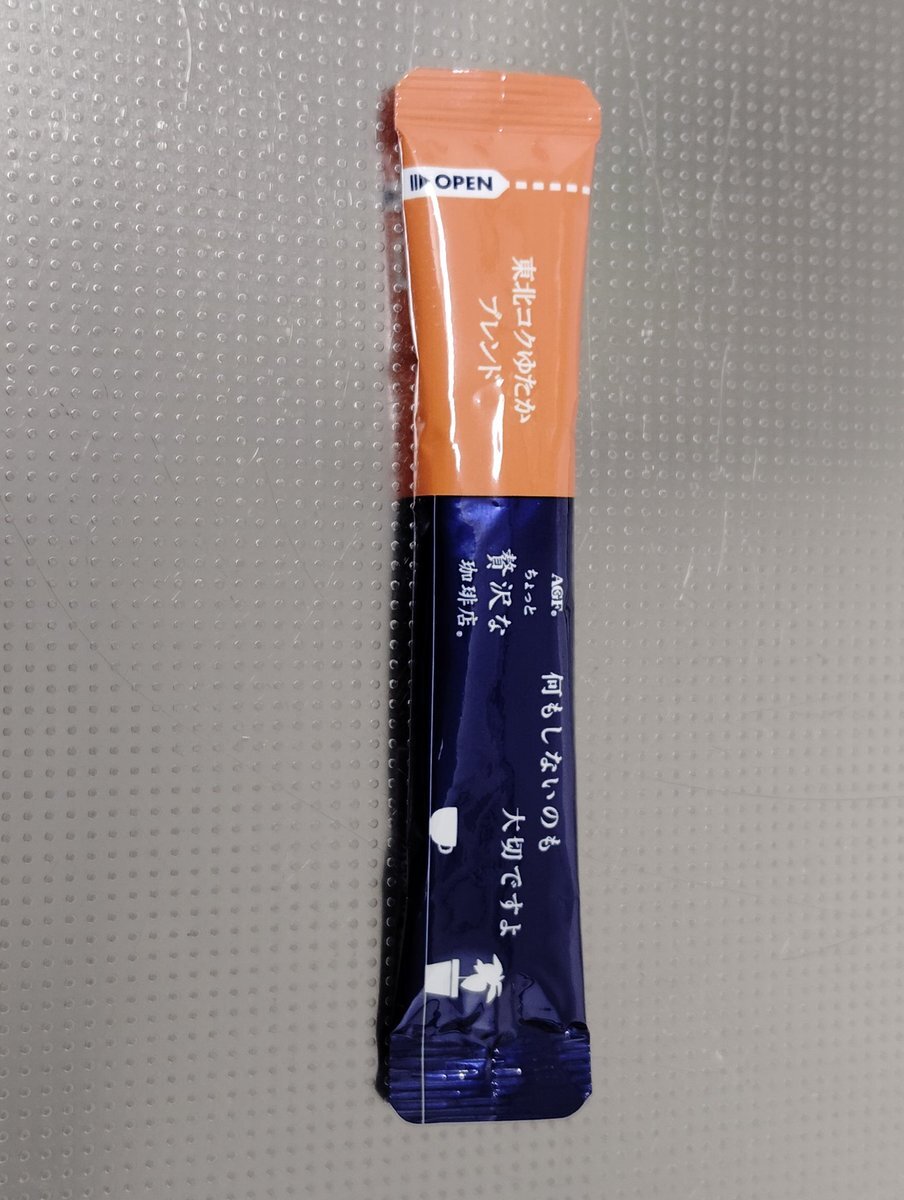 OPEN
東北コクゆたか
ブレンド
AGF®
ちょっと
贅沢な
珈琲店。
何もしないのも
大切ですよ